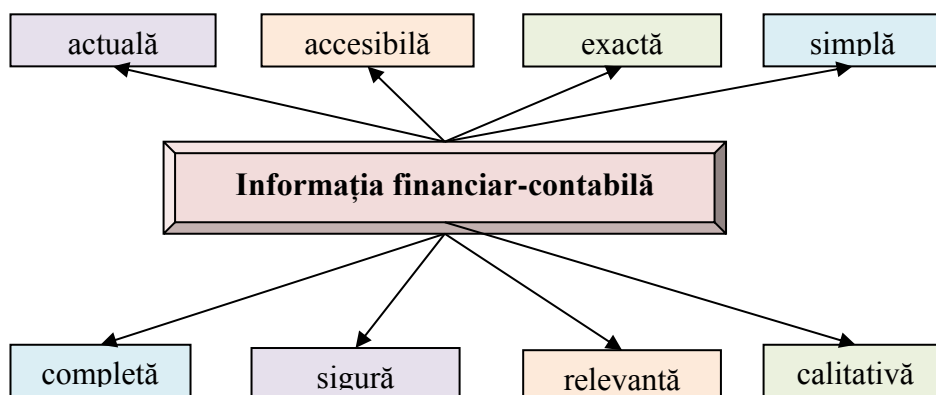 actuală
accesibilă
exactă
simplă
Informația financiar-contabilă
completă
sigură
relevantă
calitativă